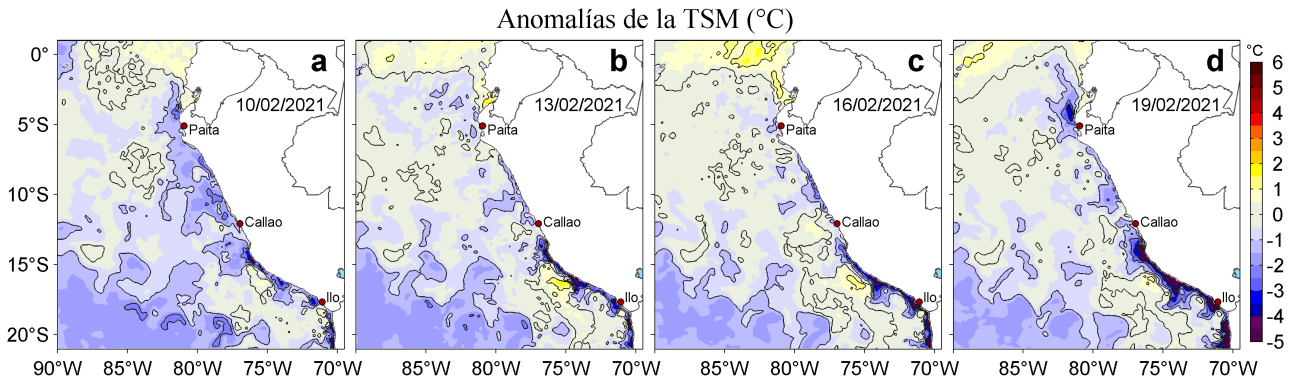 Anomalías de la TSM (°C)
a
10/02/2021
Paita
Callao
Ilo
b
13/02/2021
Paita
Callao
Ilo
c
16/02/2021
Paita
Callao
Ilo
d
19/02/2021
Paita
Callao
Ilo
0°
5°S
10°S
15°S
20°S
90°W 85°W 80°W 75°W 70°W
85°W 80°W 75°W 70°W
85°W 80°W 75°W 70°W
85°W 80°W 75°W 70°W
°C
6
5
4
3
2
1
0
-1
-2
-3
-4
-5